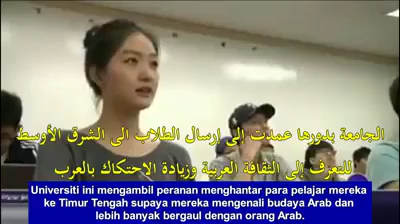 الجامعة بدورها عمدت إلى إرسال الطلاب الى الشرق الأوسط
للتعرف إلى الثقافة العربية وزيادة الاحتكاك بالعرب
Universiti ini mengambil peranan menghantar para pelajar mereka
ke Timur Tengah supaya mereka mengenali budaya Arab dan
lebih banyak bergaul dengan orang Arab.